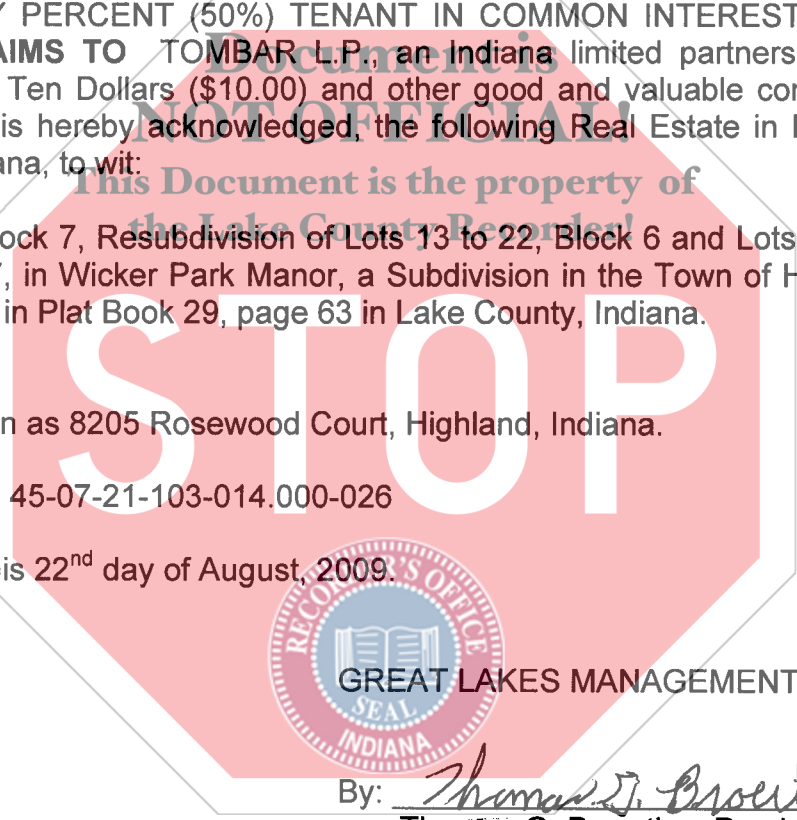 PERCENT (50%) TENANT IN COMMON INTEREST
AIMS TO TOMBAR L.P., an Indiana limited partners
Document is
Ten Dollars ($10.00) and other good and valuable con
NOT OFFICIAL!
is hereby acknowledged, the following Real Estate in
ana, to wit:
This Document is the property of
the Lake County Recorder!
ock 7, Resubdivision of Lots 13 to 22, Block 6 and Lots
in Wicker Park Manor, a Subdivision in the Town of H
in Plat Book 29, page 63 in Lake County, Indiana.
STOP
n as 8205 Rosewood Court, Highland, Indiana.
45-07-21-103-014.000-026
is 22nd day of August, 2009.
RECORDER'S OFFICE
GREAT LAKES MANAGEMENT
SEAL
INDIANA
By: Thomas G.